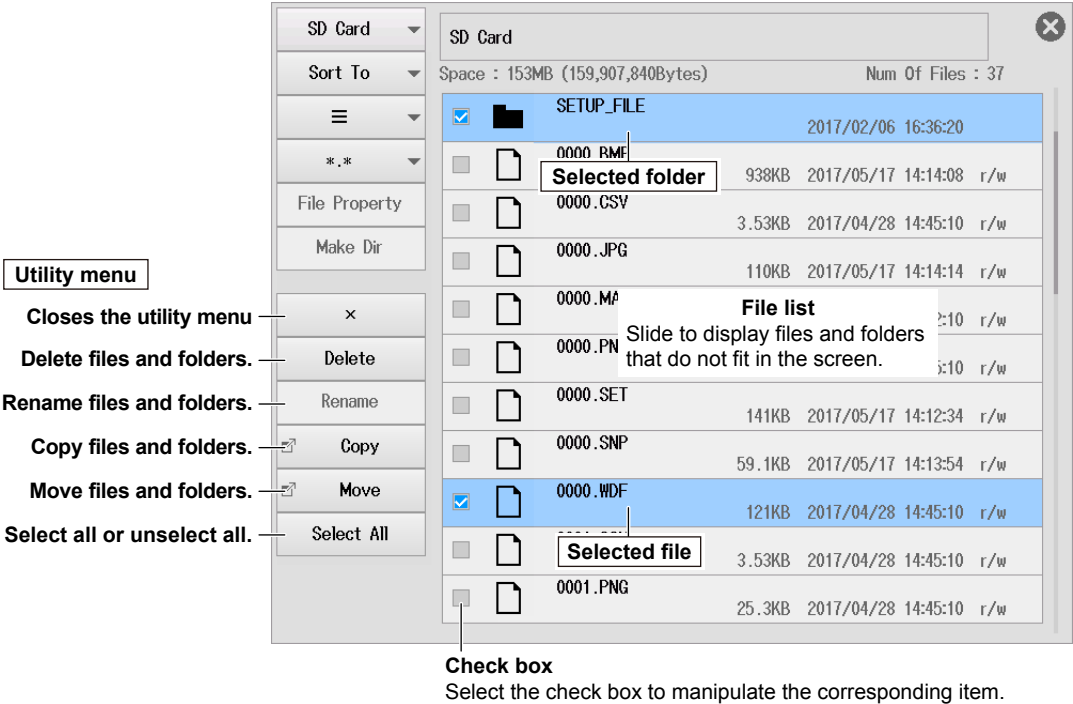 SD Card
SD Card
Sort To
Space : 153MB (159,907,840Bytes)
Num Of Files : 37
*.*
File Property
Make Dir
SETUP_FILE
2017/02/06 16:36:20
938KB 2017/05/17 14:14:08 r/w
Selected folder
0000.CSV
3.53KB 2017/04/28 14:45:10 r/w
0000.JPG
110KB 2017/05/17 14:14:14 r/w
r/w
File list
Slide to display files and folders
that do not fit in the screen.
r/w
0000.SET
141KB 2017/05/17 14:12:34 r/w
0000.SNP
59.1KB 2017/05/17 14:13:54 r/w
0000.WDF
121KB 2017/04/28 14:45:10 r/w
Selected file
3.53KB 2017/04/28 14:45:10 r/w
0001.PNG
25.3KB 2017/04/28 14:45:10 r/w
Utility menu
Closes the utility menu
×
Delete files and folders.
Delete
Rename files and folders.
Rename
Copy files and folders.
Copy
Move files and folders.
Move
Select all or unselect all.
Select All
Check box
Select the check box to manipulate the corresponding item.